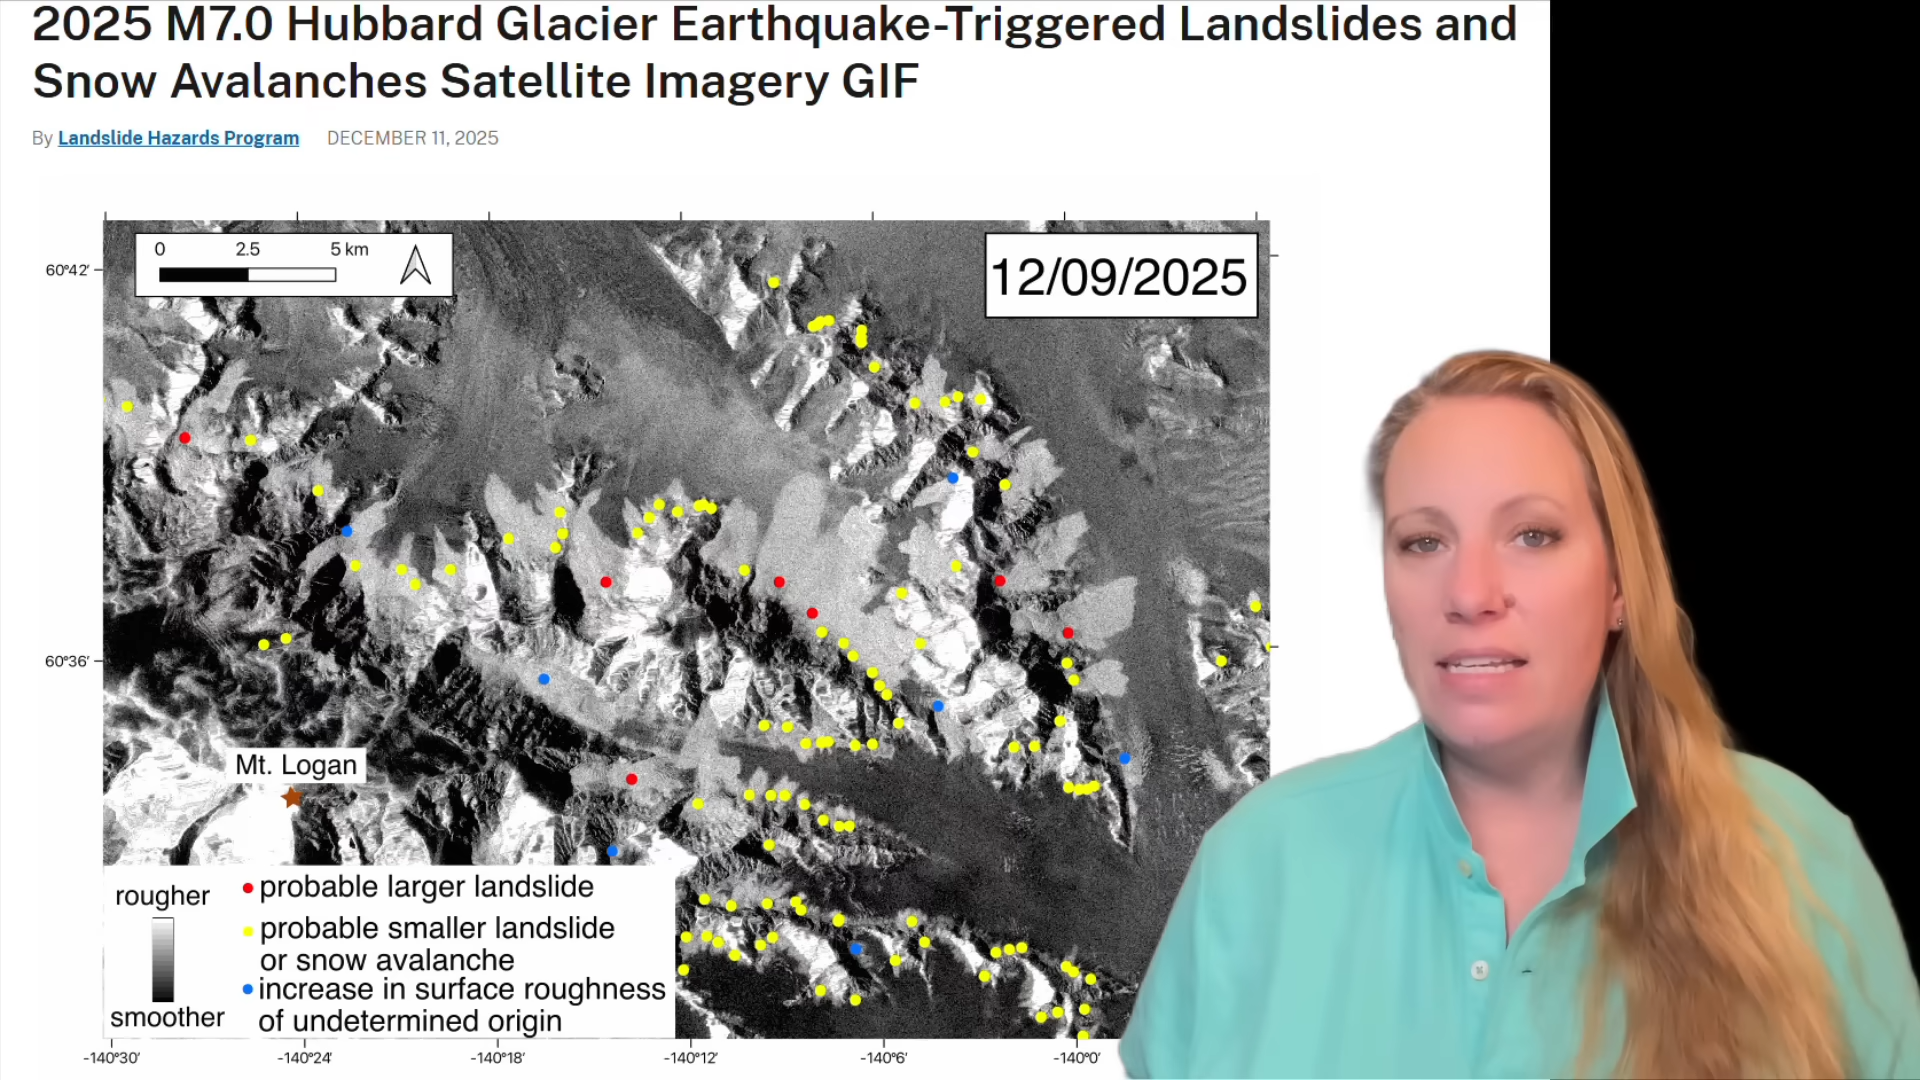 2025 M7.0 Hubbard Glacier Earthquake-Triggered Landslides and
Snow Avalanches Satellite Imagery GIF
By Landslide Hazards Program DECEMBER 11, 2025
0 2.5 5 km
12/09/2025
60°42'
60°36'
Mt. Logan
rougher
smoother
probable larger landslide
probable smaller landslide
or snow avalanche
increase in surface roughness
of undetermined origin
-140°30' -140°24' -140°18' -140°12' -140°6' -140°0'